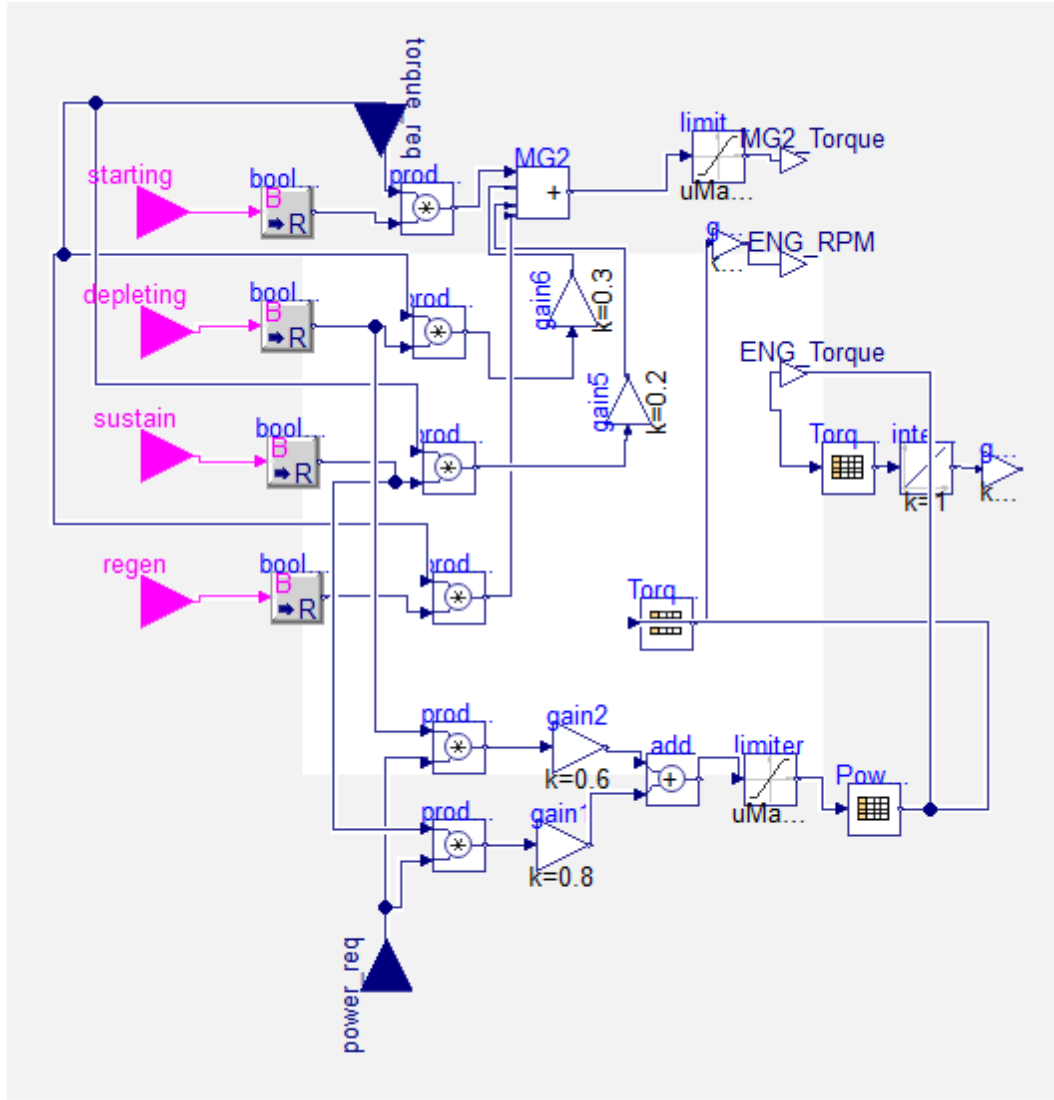 torque_req
limit
MG2_Torque
uMa...
MG2
+
starting
bool...
B
R
prod...
*
g...
k...
ENG_RPM
depleting
bool...
B
R
prod...
*
gain6
k=0.3
ENG_Torque
gain5
k=0.2
sustain
bool...
B
R
prod...
*
Torq...
inte...
k=1
g...
k...
regen
bool...
B
R
prod...
*
Torq...
prod...
*
gain2
k=0.6
add
+
limiter
uMa...
Pow...
prod...
*
gain1
k=0.8
power_req